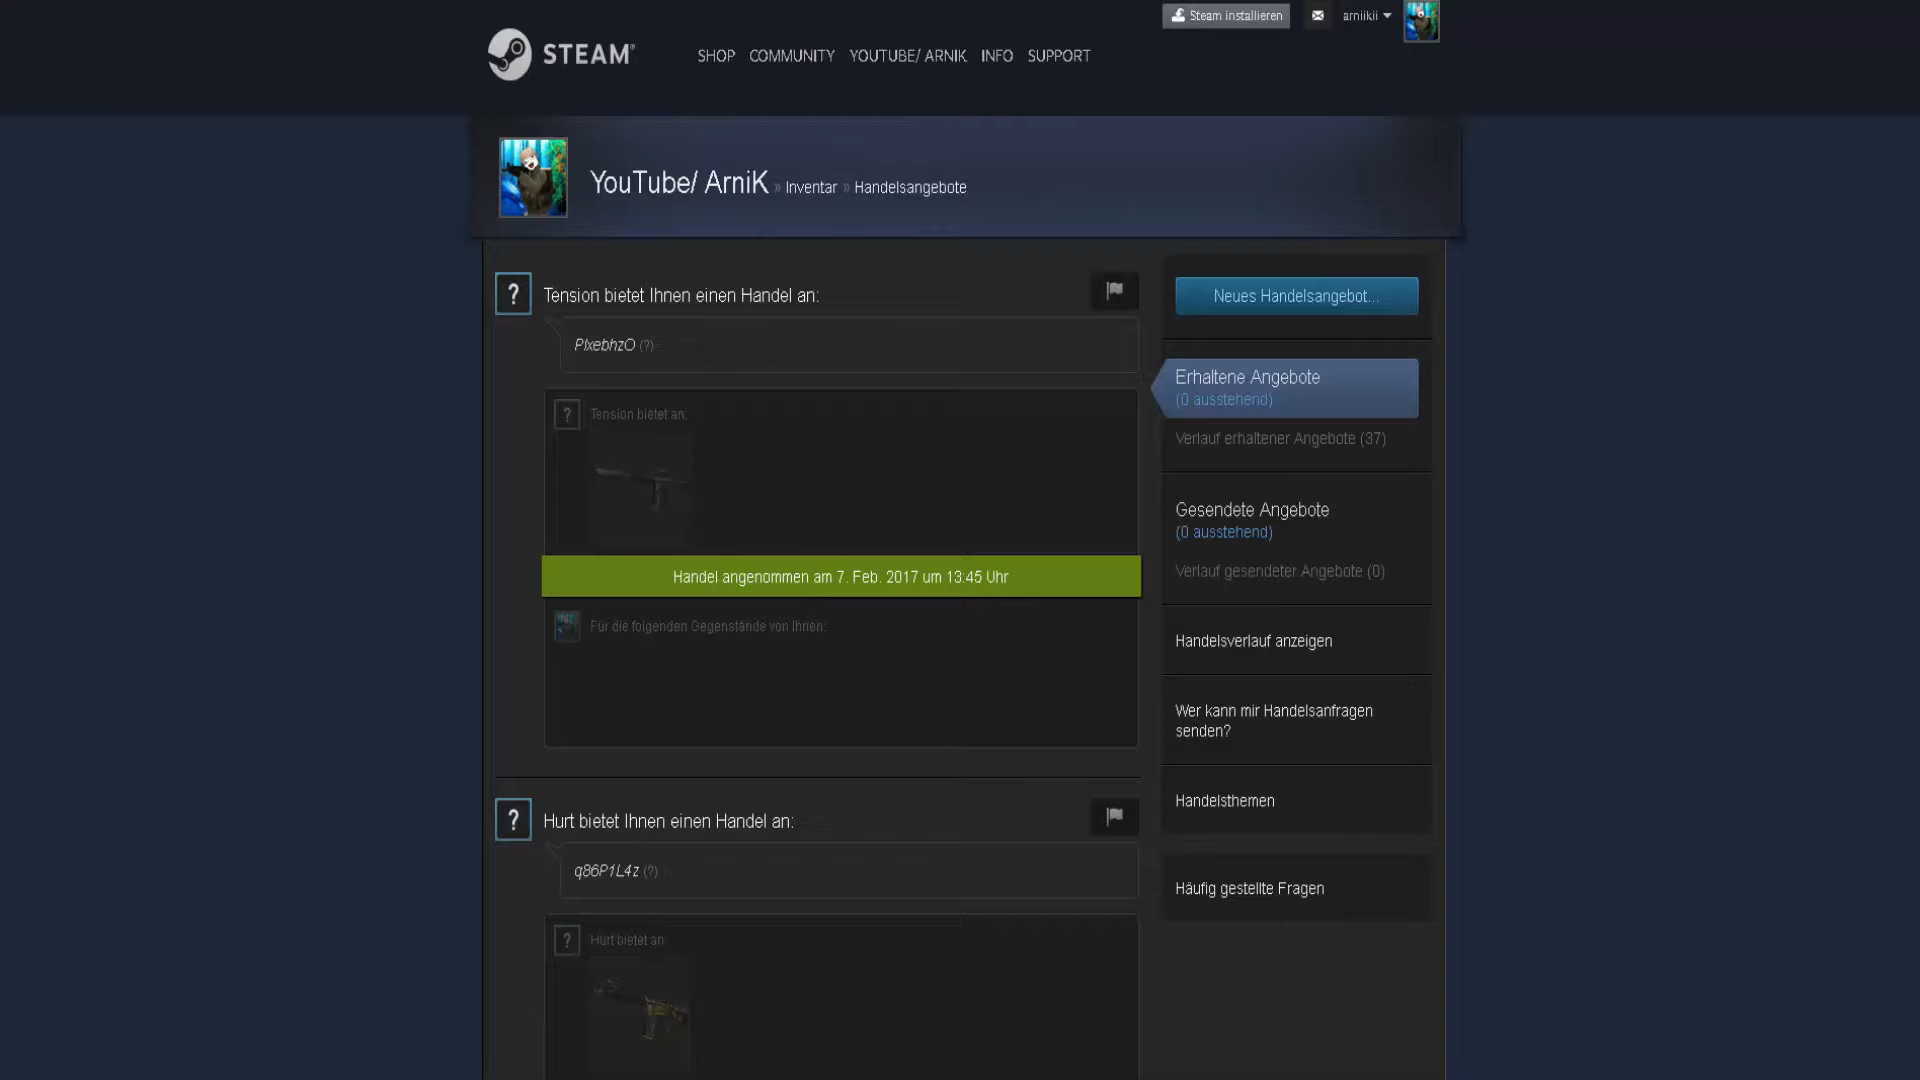 Steam installieren
arniikii
STEAM®
SHOP COMMUNITY YOUTUBE/ ARNIK INFO SUPPORT
YouTube/ ArniK » Inventar » Handelsangebote
? Tension bietet Ihnen einen Handel an:
PlxebhzO (?)
? Tension bietet an:
Handel angenommen am 7. Feb. 2017 um 13:45 Uhr
Für die folgenden Gegenstände von Ihnen:
? Hurt bietet Ihnen einen Handel an:
q86P1L4z (?)
? Hurt bietet an:
Neues Handelsangebot...
Erhaltene Angebote
(0 ausstehend)
Verlauf erhaltener Angebote (37)
Gesendete Angebote
(0 ausstehend)
Verlauf gesendeter Angebote (0)
Handelsverlauf anzeigen
Wer kann mir Handelsanfragen
senden?
Handelsthemen
Häufig gestellte Fragen